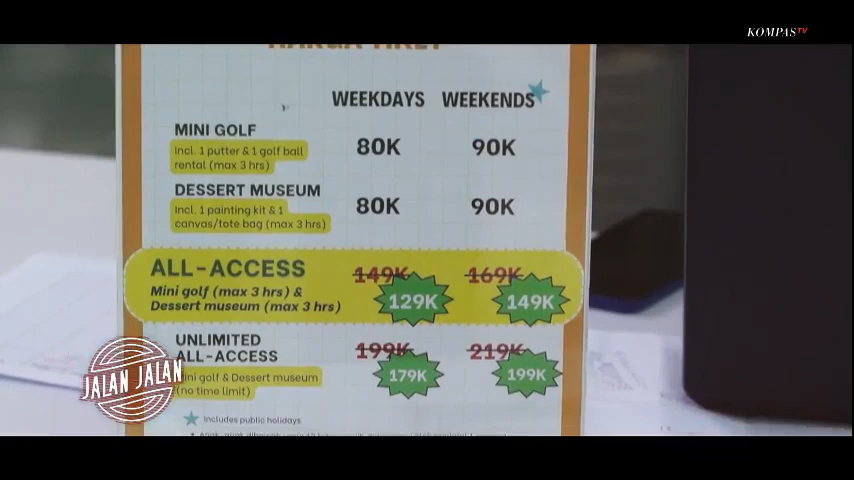 KOMPASTV
HARGA TIKET
WEEKDAYS WEEKENDS
MINI GOLF
Incl. 1 putter & 1 golf ball
rental (max 3 hrs)
80K 90K
DESSERT MUSEUM
Incl. 1 painting kit & 1
canvas/tote bag (max 3 hrs)
80K 90K
ALL-ACCESS
Mini golf (max 3 hrs) &
Dessert museum (max 3 hrs)
149K 169K
129K 149K
UNLIMITED
ALL-ACCESS
Mini golf & Dessert museum
(no time limit)
199K 219K
179K 199K
Includes public holidays
JALAN JALAN